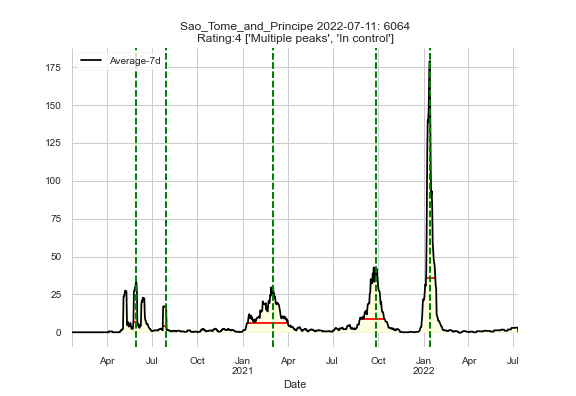 Sao_Tome_and_Principe 2022-07-11: 6064
Rating:4 ['Multiple peaks', 'In control']
Average-7d
175
150
125
100
75
50
25
0
Apr Jul Oct Jan Apr Jul Oct Jan Apr Jul
2021 2022
Date